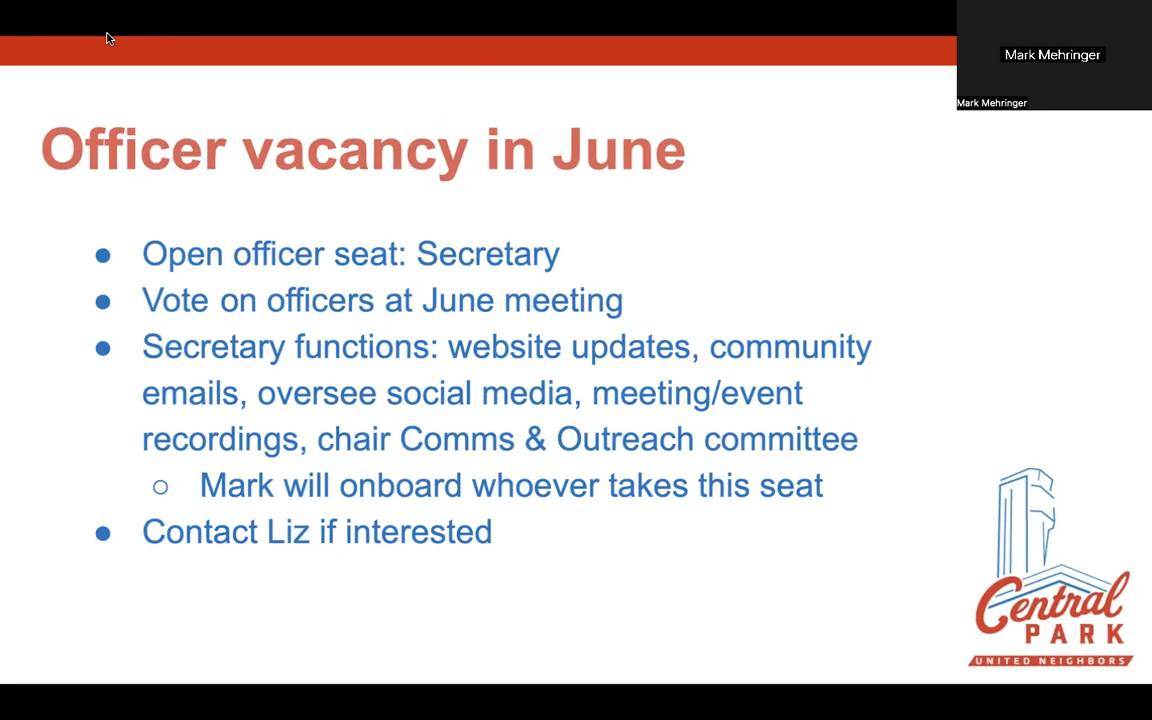 Mark Mehringer
Mark Mehringer
Officer vacancy in June
● Open officer seat: Secretary
● Vote on officers at June meeting
● Secretary functions: website updates, community
emails, oversee social media, meeting/event
recordings, chair Comms & Outreach committee
○ Mark will onboard whoever takes this seat
● Contact Liz if interested
Central
PARK
UNITED NEIGHBORS